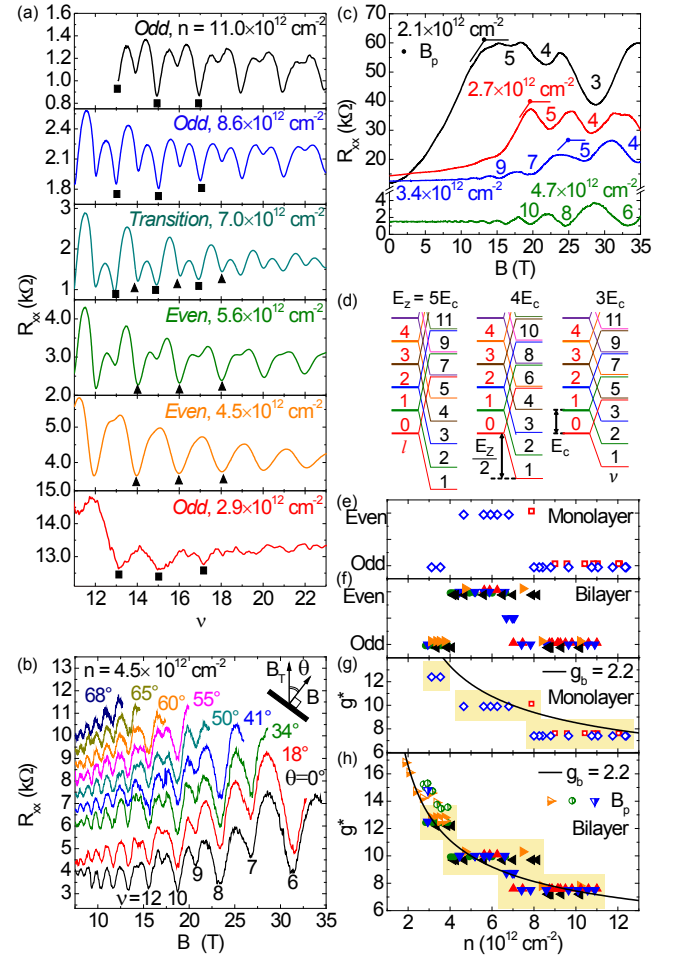 (a)
Odd, n = 11.0×10¹² cm⁻²
1.4
1.2
1.0
0.8
Odd, 8.6×10¹² cm⁻²
2.4
2.1
1.8
Transition, 7.0×10¹² cm⁻²
3
2
1
Even, 5.6×10¹² cm⁻²
4.0
3.0
2.0
Even, 4.5×10¹² cm⁻²
5.0
4.0
15.0
Odd, 2.9×10¹² cm⁻²
14.0
13.0
Rₓₓ (kΩ)
12 14 16 18 20 22
ν
(b)
n = 4.5× 10¹² cm⁻²
B_T θ
B
13
12
11
10
9
8
7
6
5
4
3
2
68°
65°
60°
55°
50°
41°
34°
18°
θ=0°
ν=12 10 9 8 7 6
Rₓₓ (kΩ)
10 15 20 25 30 35
B (T)
(c)
2.1×10¹² cm⁻²
• Bₚ
60
50
40
30
20
4
2
0
5 4 3
2.7×10¹² cm⁻²
5 4
9 7 5 4
3.4×10¹² cm⁻²
4.7×10¹² cm⁻²
10 8 6
Rₓₓ (kΩ)
0 5 10 15 20 25 30 35
B (T)
(d)
E_Z = 5E_c 4E_c 3E_c
4
3
2
1
0
l
11
9
7
5
4
3
2
1
4
3
2
1
0
E_Z
2
10
8
6
4
3
2
1
4
3
2
1
0
E_c
11
9
7
5
3
2
1
ν
(e)
Even
Odd
Monolayer
(f)
Even
Odd
Bilayer
(g)
g*
12
10
8
6
g_b = 2.2
Monolayer
(h)
g*
16
14
12
10
8
6
g_b = 2.2
Bₚ
Bilayer
2 4 6 8 10 12
n (10¹² cm⁻²)